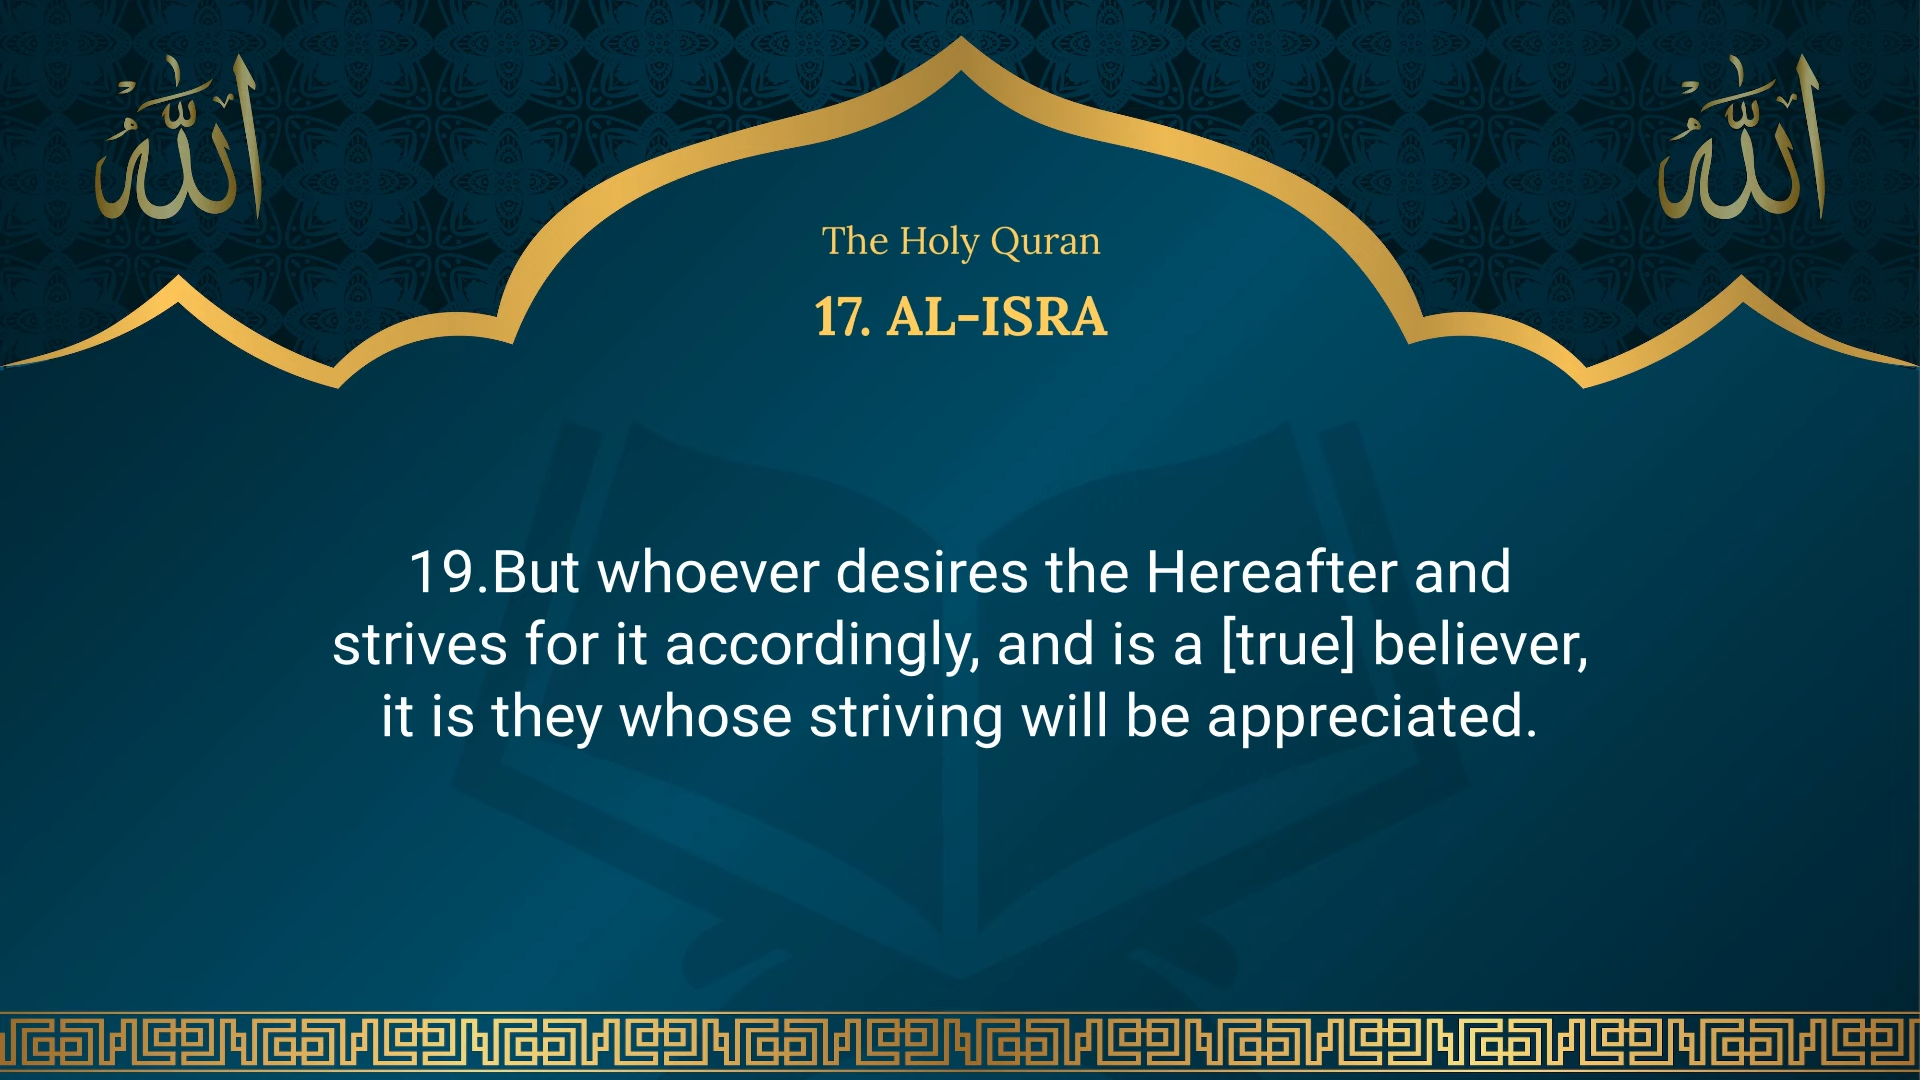 الله
الله
The Holy Quran
17. AL-ISRA
19.But whoever desires the Hereafter and
strives for it accordingly, and is a [true] believer,
it is they whose striving will be appreciated.